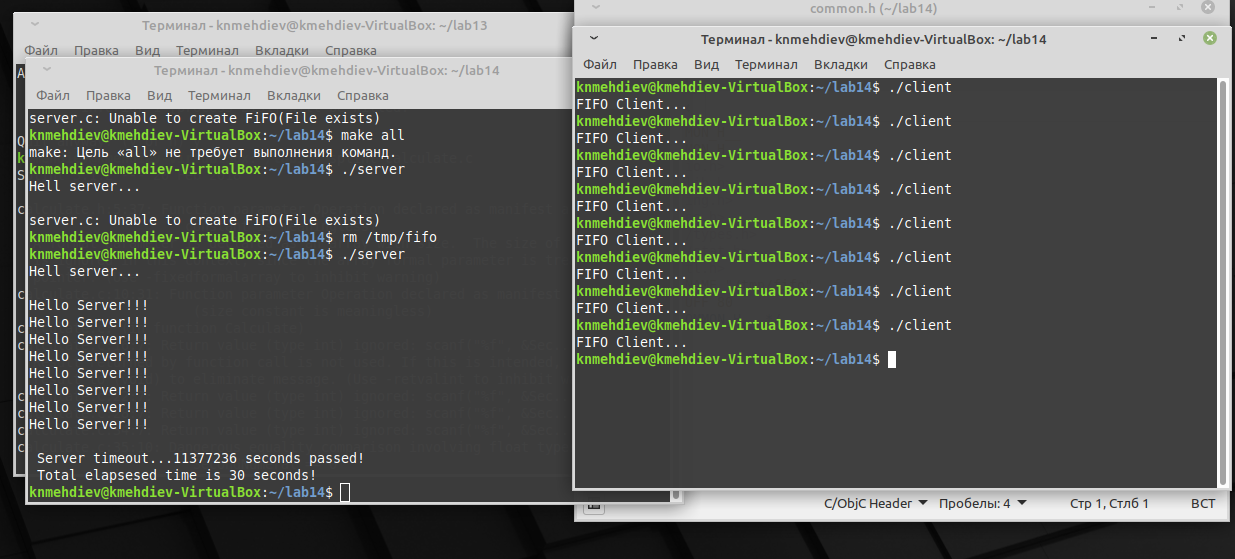 Терминал - knmehdiev@kmehdiev-VirtualBox: ~/lab13
Файл Правка Вид Терминал Вкладки Справка
Терминал - knmehdiev@kmehdiev-VirtualBox: ~/lab14
Файл Правка Вид Терминал Вкладки Справка
server.c: Unable to create FiFO(File exists)
knmehdiev@kmehdiev-VirtualBox:~/lab14$ make all
make: Цель «all» не требует выполнения команд.
knmehdiev@kmehdiev-VirtualBox:~/lab14$ ./server
Hell server...
server.c: Unable to create FiFO(File exists)
knmehdiev@kmehdiev-VirtualBox:~/lab14$ rm /tmp/fifo
knmehdiev@kmehdiev-VirtualBox:~/lab14$ ./server
Hell server...
Hello Server!!!
Hello Server!!!
Hello Server!!!
Hello Server!!!
Hello Server!!!
Hello Server!!!
Hello Server!!!
Hello Server!!!
Server timeout...11377236 seconds passed!
Total elapsesed time is 30 seconds!
knmehdiev@kmehdiev-VirtualBox:~/lab14$
common.h (~/lab14)
Терминал - knmehdiev@kmehdiev-VirtualBox: ~/lab14
Файл Правка Вид Терминал Вкладки Справка
knmehdiev@kmehdiev-VirtualBox:~/lab14$ ./client
FIFO Client...
knmehdiev@kmehdiev-VirtualBox:~/lab14$ ./client
FIFO Client...
knmehdiev@kmehdiev-VirtualBox:~/lab14$ ./client
FIFO Client...
knmehdiev@kmehdiev-VirtualBox:~/lab14$ ./client
FIFO Client...
knmehdiev@kmehdiev-VirtualBox:~/lab14$ ./client
FIFO Client...
knmehdiev@kmehdiev-VirtualBox:~/lab14$ ./client
FIFO Client...
knmehdiev@kmehdiev-VirtualBox:~/lab14$ ./client
FIFO Client...
knmehdiev@kmehdiev-VirtualBox:~/lab14$ ./client
FIFO Client...
knmehdiev@kmehdiev-VirtualBox:~/lab14$
C/ObjC Header Пробелы: 4 Стр 1, Стлб 1 ВСТ